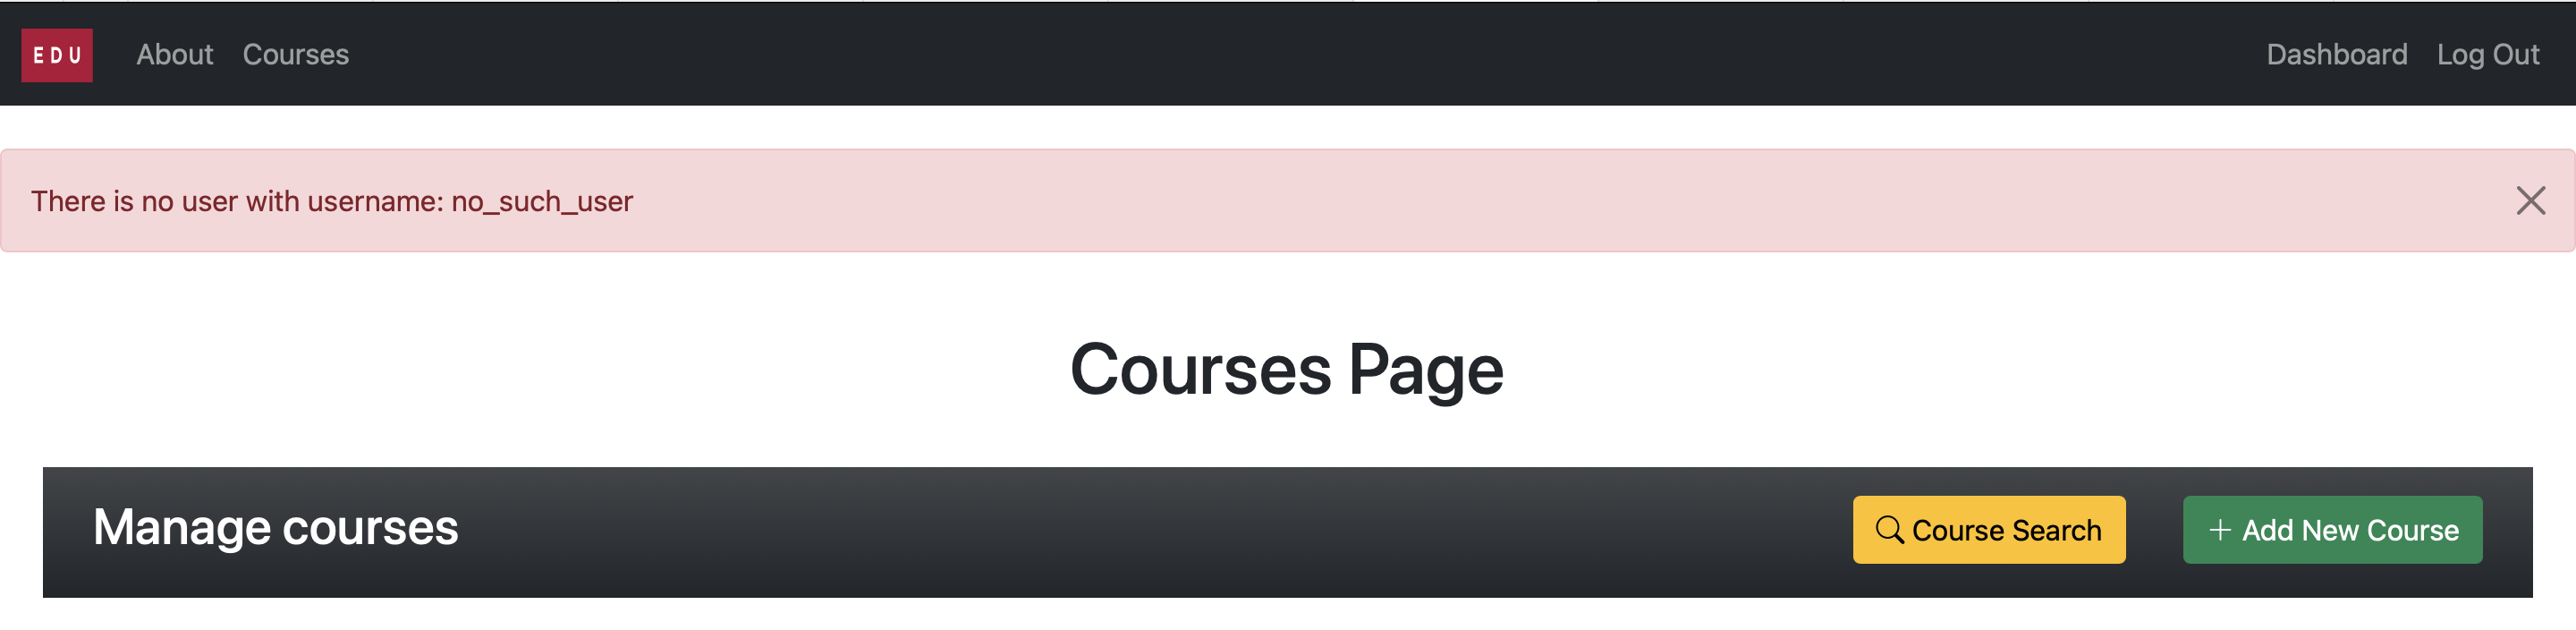 EDU About Courses Dashboard Log Out
There is no user with username: no_such_user
Courses Page
Manage courses Course Search Add New Course